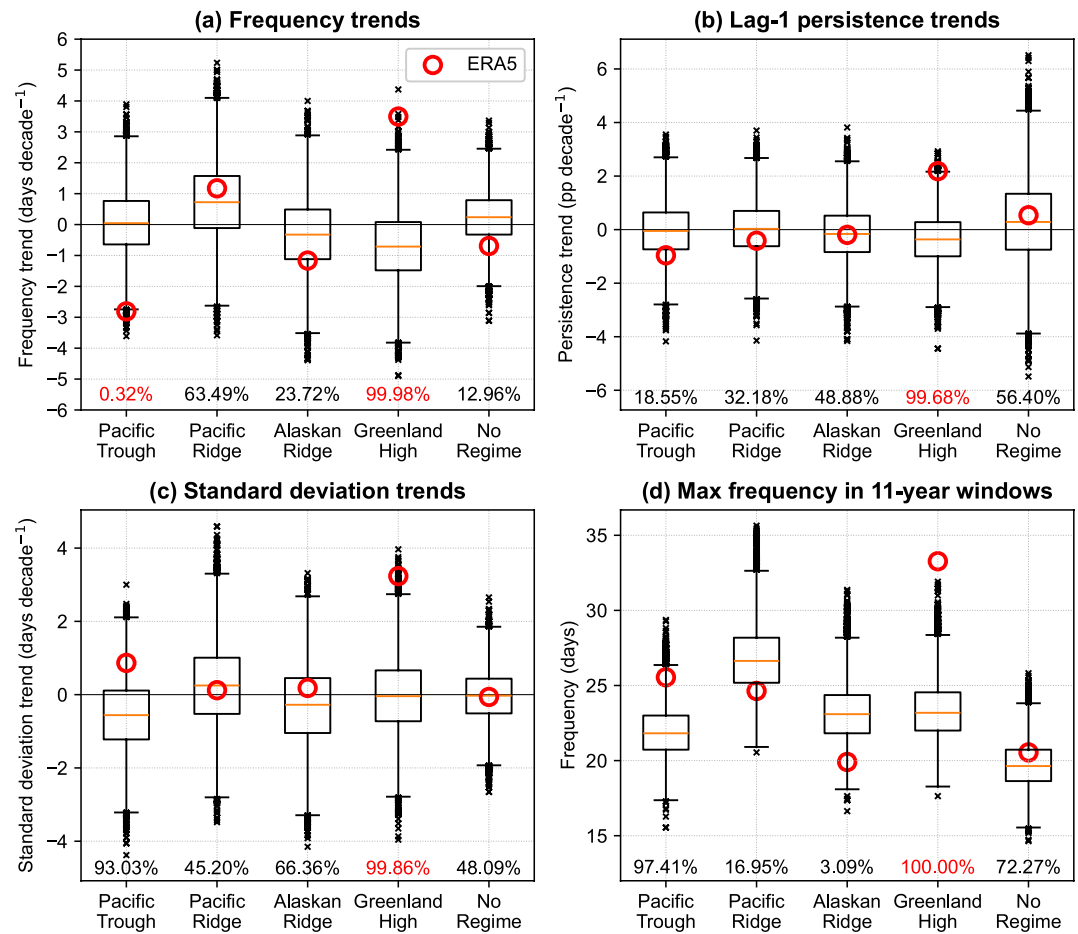 (a) Frequency trends
ERA5
Frequency trend (days decade⁻¹)
6
5
4
3
2
1
0
−1
−2
−3
−4
−5
−6
0.32% 63.49% 23.72% 99.98% 12.96%
Pacific Trough
Pacific Ridge
Alaskan Ridge
Greenland High
No Regime
(b) Lag-1 persistence trends
Persistence trend (pp decade⁻¹)
6
4
2
0
−2
−4
−6
18.55% 32.18% 48.88% 99.68% 56.40%
Pacific Trough
Pacific Ridge
Alaskan Ridge
Greenland High
No Regime
(c) Standard deviation trends
Standard deviation trend (days decade⁻¹)
4
2
0
−2
−4
93.03% 45.20% 66.36% 99.86% 48.09%
Pacific Trough
Pacific Ridge
Alaskan Ridge
Greenland High
No Regime
(d) Max frequency in 11-year windows
Frequency (days)
35
30
25
20
15
97.41% 16.95% 3.09% 100.00% 72.27%
Pacific Trough
Pacific Ridge
Alaskan Ridge
Greenland High
No Regime